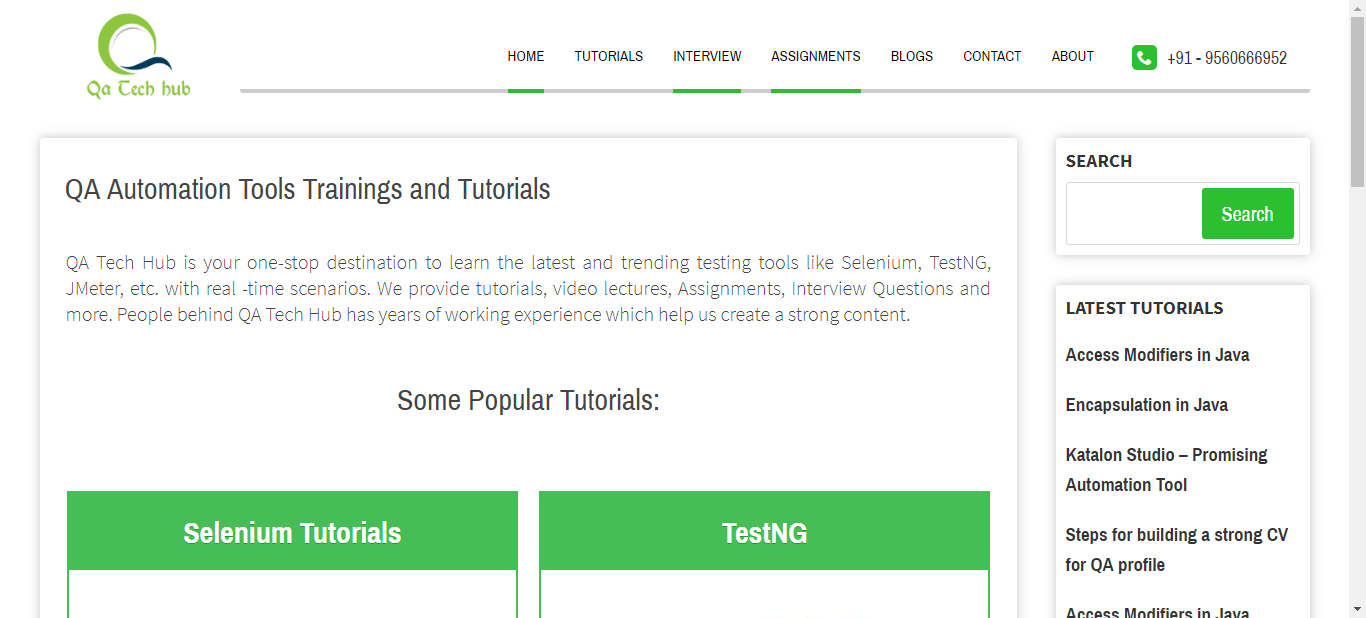 Qa Tech hub
HOME TUTORIALS INTERVIEW ASSIGNMENTS BLOGS CONTACT ABOUT +91 - 9560666952
QA Automation Tools Trainings and Tutorials
QA Tech Hub is your one-stop destination to learn the latest and trending testing tools like Selenium, TestNG,
JMeter, etc. with real -time scenarios. We provide tutorials, video lectures, Assignments, Interview Questions and
more. People behind QA Tech Hub has years of working experience which help us create a strong content.
Some Popular Tutorials:
Selenium Tutorials
TestNG
SEARCH
Search
LATEST TUTORIALS
Access Modifiers in Java
Encapsulation in Java
Katalon Studio – Promising
Automation Tool
Steps for building a strong CV
for QA profile
Access Modifiers in Java